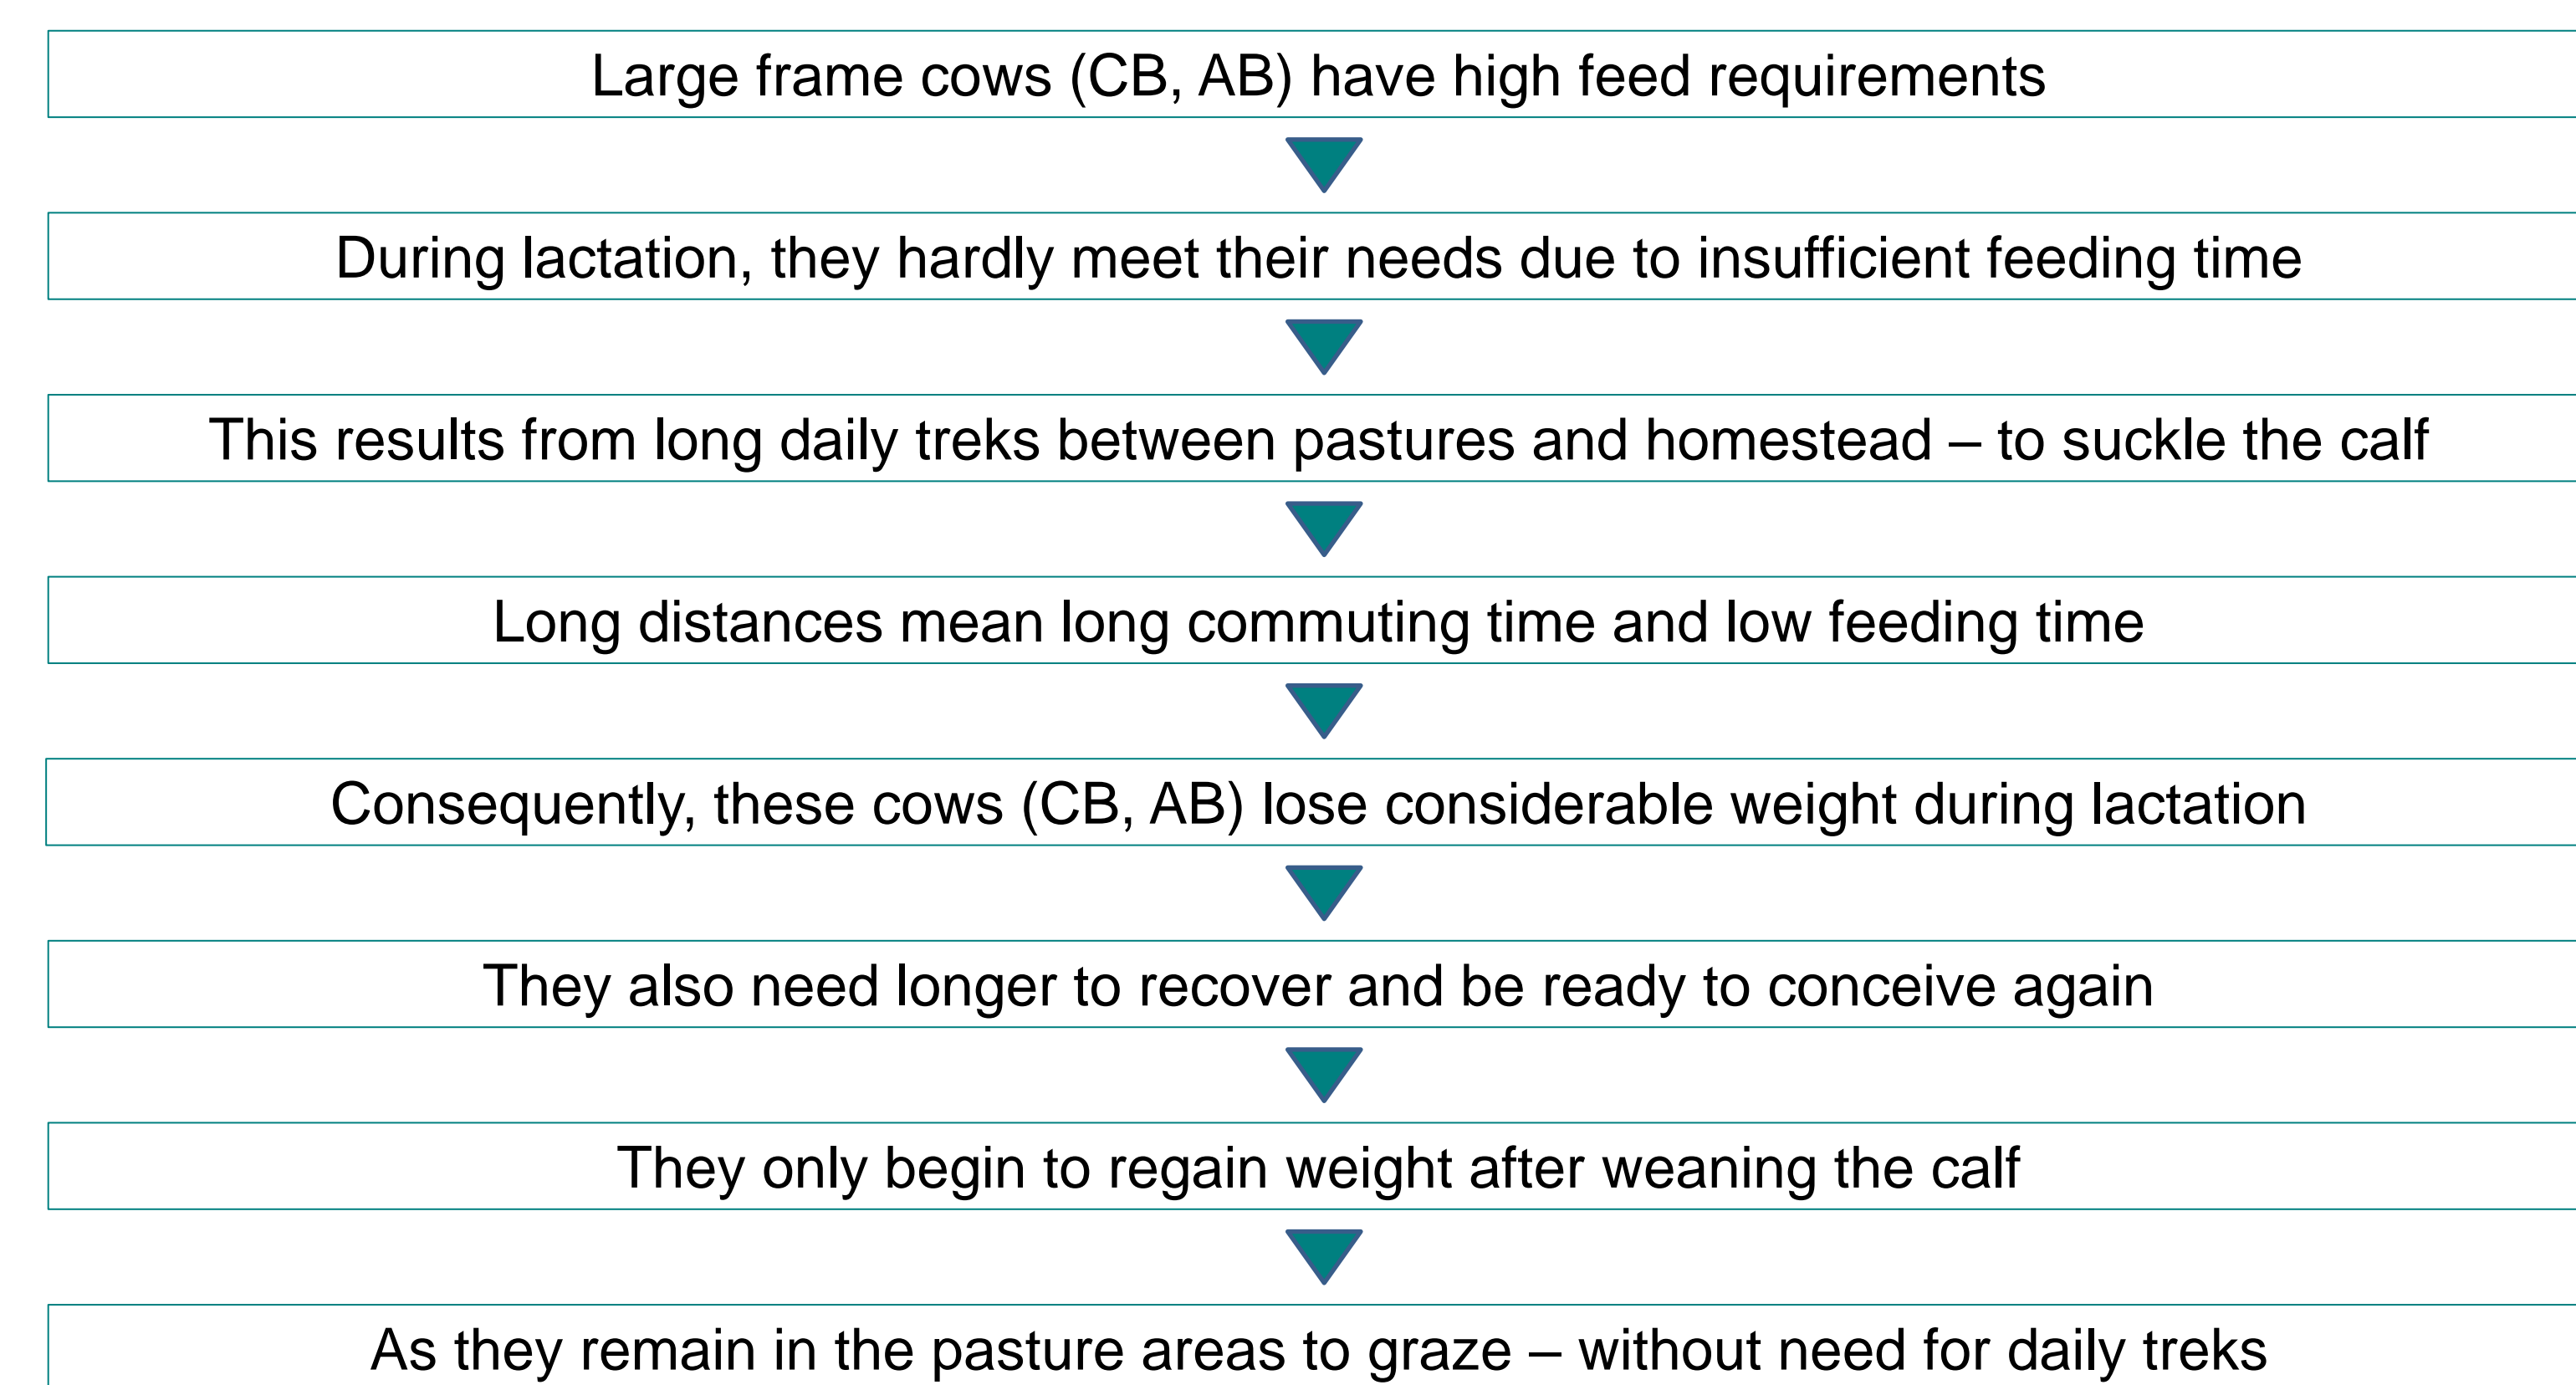 Large frame cows (CB, AB) have high feed requirements
During lactation, they hardly meet their needs due to insufficient feeding time
This results from long daily treks between pastures and homestead – to suckle the calf
Long distances mean long commuting time and low feeding time
Consequently, these cows (CB, AB) lose considerable weight during lactation
They also need longer to recover and be ready to conceive again
They only begin to regain weight after weaning the calf
As they remain in the pasture areas to graze – without need for daily treks